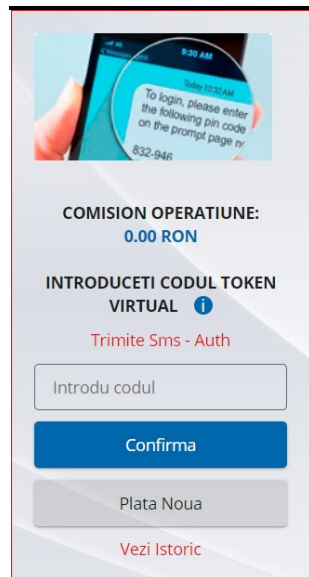 9:30 AM
Today 12:32 AM
To login, please enter
the following pin code
on the prompt page
832-946
COMISION OPERATIUNE:
0.00 RON
INTRODUCETI CODUL TOKEN
VIRTUAL
Trimite Sms - Auth
Introdu codul
Confirma
Plata Noua
Vezi Istoric